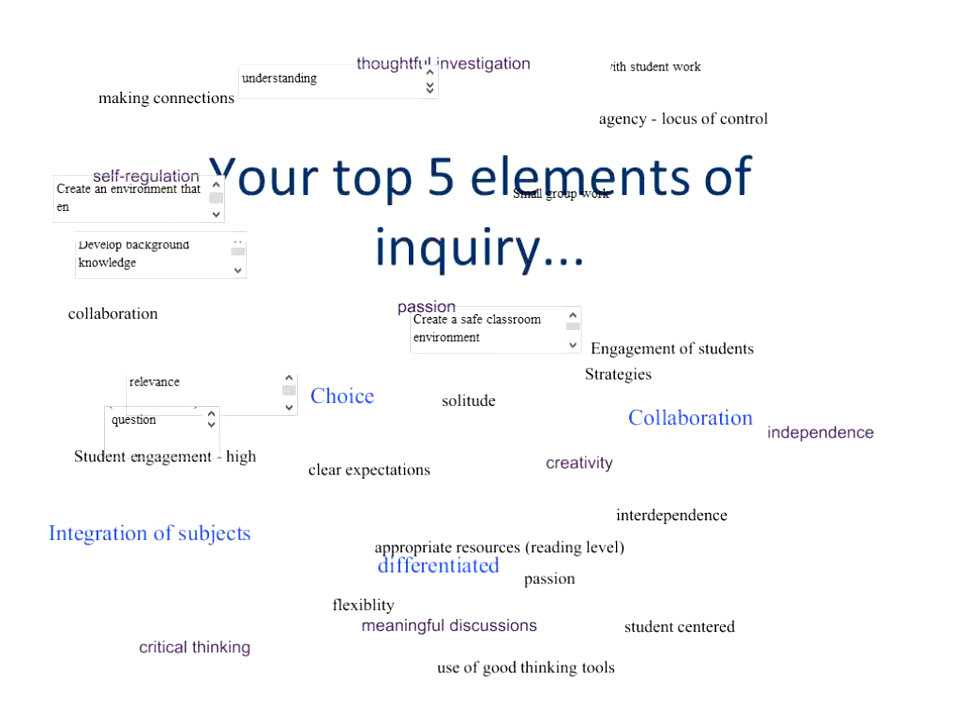 thoughtful investigation
with student work
understanding
making connections
agency - locus of control
self-regulation
Your top 5 elements of
Create an environment that
en
Small group work
inquiry...
Develop background
knowledge
passion
collaboration
Create a safe classroom
environment
Engagement of students
Strategies
relevance
Choice
solitude
question
Collaboration
independence
Student engagement - high
clear expectations
creativity
interdependence
Integration of subjects
appropriate resources (reading level)
differentiated
passion
flexiblity
meaningful discussions
student centered
critical thinking
use of good thinking tools